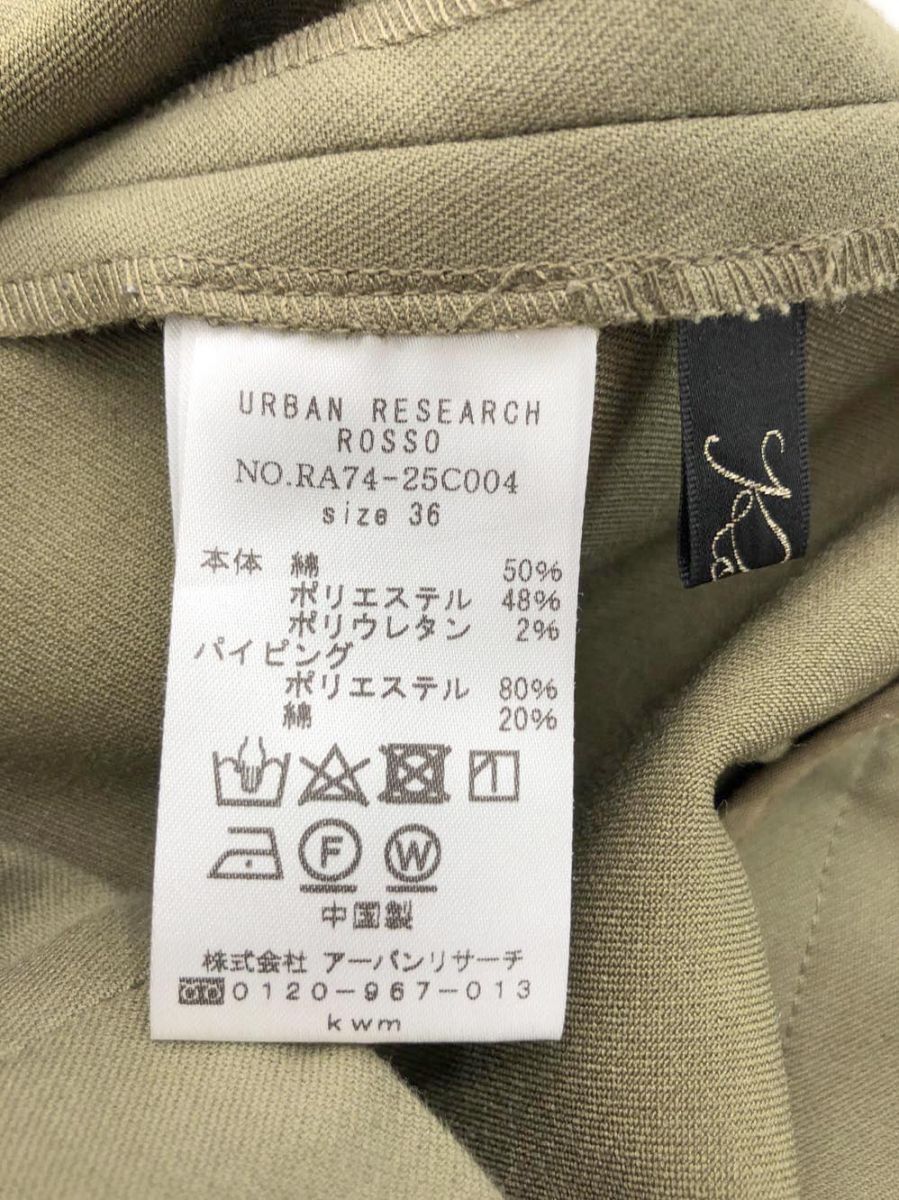 URBAN RESEARCH
ROSSO
NO.RA74-25C004
size 36
本体 綿 50%
ポリエステル 48%
ポリウレタン 2%
パイピング
ポリエステル 80%
綿 20%
F W
中国製
株式会社 アーバンリサーチ
0120-967-013
kwm